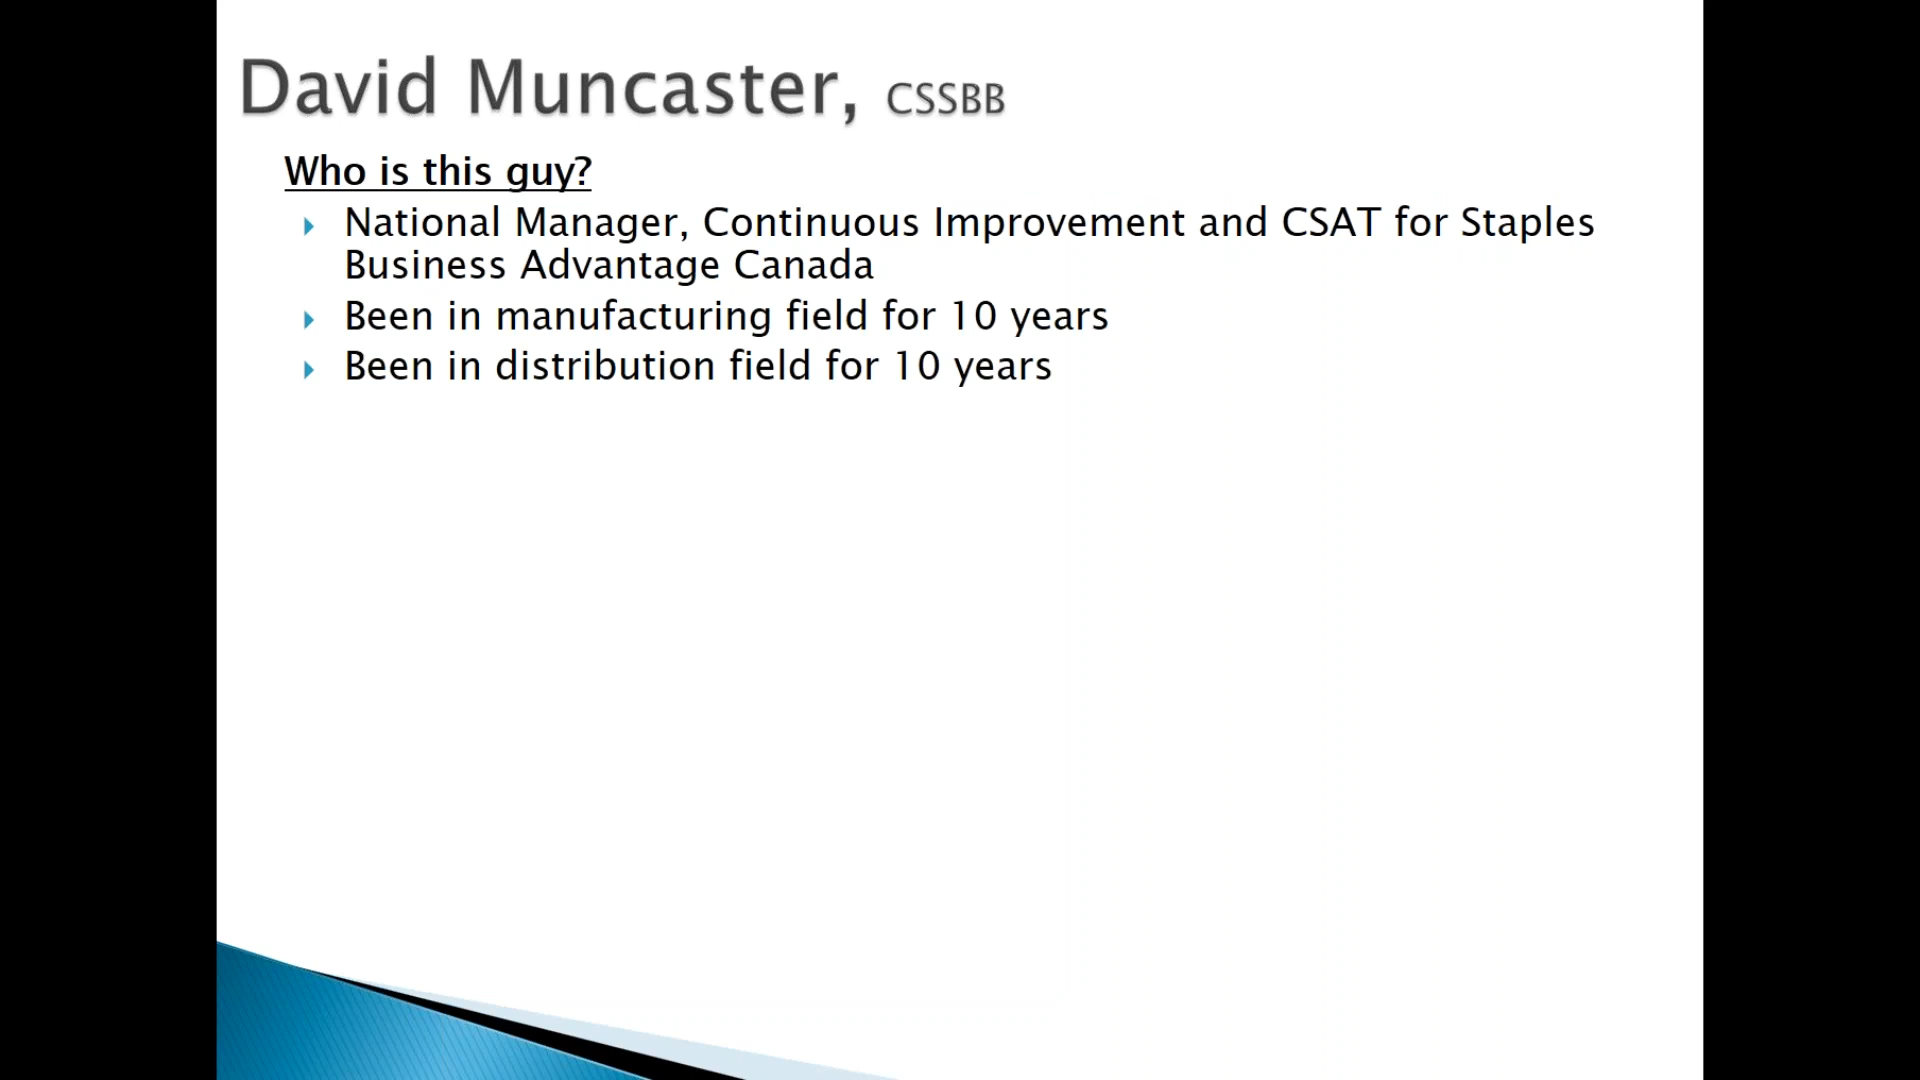 David Muncaster, CSSBB
Who is this guy?
National Manager, Continuous Improvement and CSAT for Staples
Business Advantage Canada
Been in manufacturing field for 10 years
Been in distribution field for 10 years